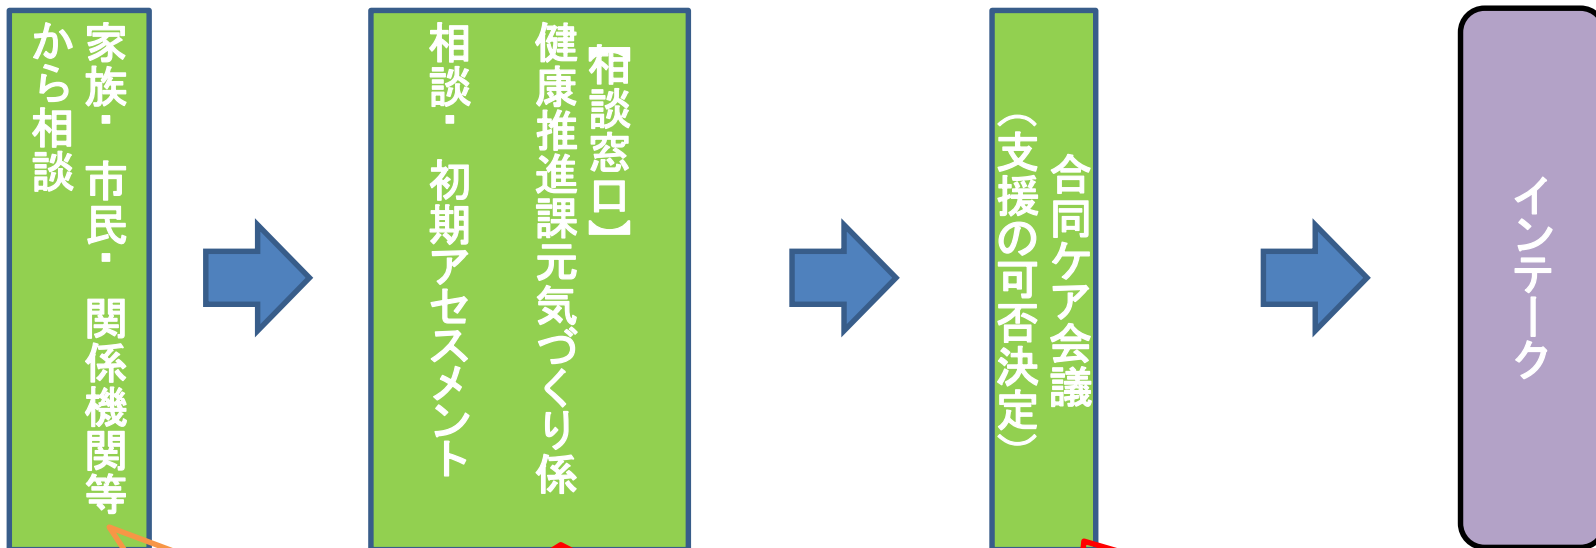 家族・市民・関係機関等
から相談
【相談窓口】
健康推進課元気づくり係
相談・初期アセスメント
合同ケア会議
（支援の可否決定）
インテーク